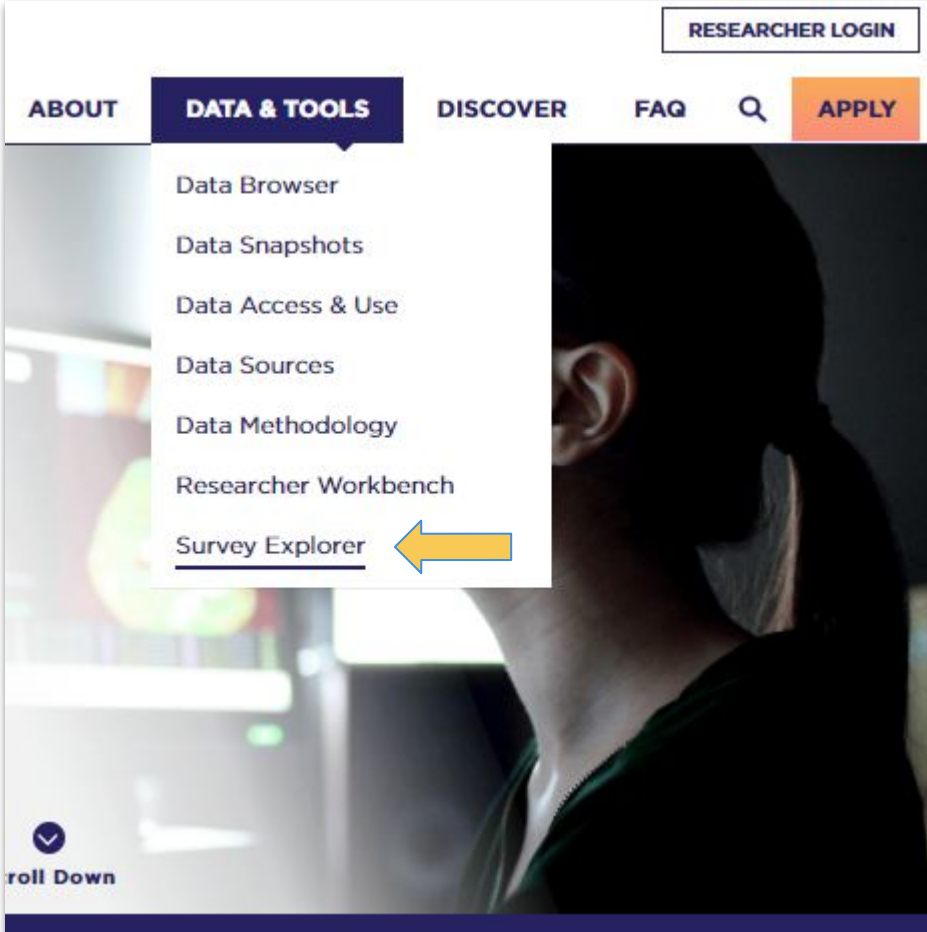 RESEARCHER LOGIN
ABOUT DATA & TOOLS DISCOVER FAQ APPLY
Data Browser
Data Snapshots
Data Access & Use
Data Sources
Data Methodology
Researcher Workbench
Survey Explorer
roll Down